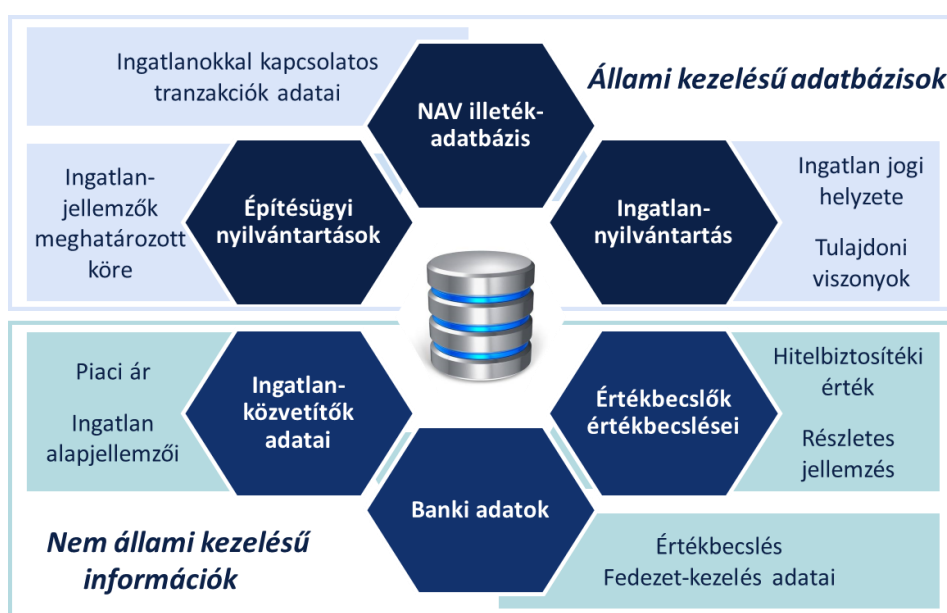 Ingatlanokkal kapcsolatos
tranzakciók adatai
NAV illeték-
adatbázis
Állami kezelésű adatbázisok
Ingatlan-
jellemzők
meghatározott
köre
Építésügyi
nyilvántartások
Ingatlan-
nyilvántartás
Ingatlan jogi
helyzete
Tulajdoni
viszonyok
Piaci ár
Ingatlan
alapjellemzői
Ingatlan-
közvetítők
adatai
Értékbecslők
értékbecslései
Hitelbiztosítéki
érték
Részletes
jellemzés
Banki adatok
Nem állami kezelésű
információk
Értékbecslés
Fedezet-kezelés adatai